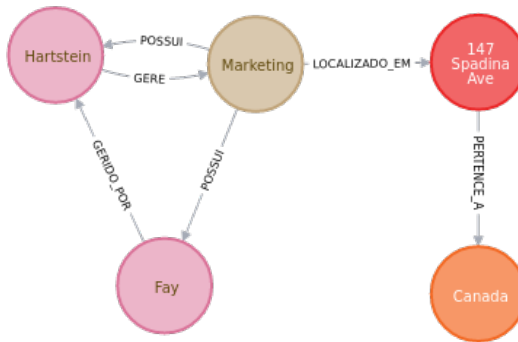 POSSUI
Hartstein
GERE
Marketing
LOCALIZADO_EM
147
Spadina
Ave
GERIDO_POR
POSSUI
PERTENCE_A
Fay
Canada